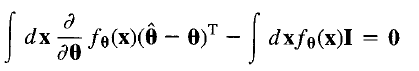 ∫ dx ∂/∂θ f_θ(x)(θ̂ − θ)^T − ∫ dx f_θ(x)I = 0